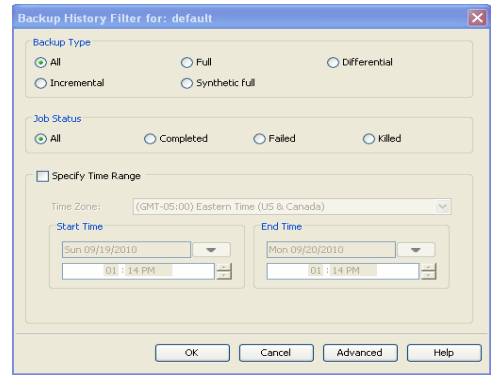 Backup History Filter for: default
Backup Type
All Full Differential
Incremental Synthetic full
Job Status
All Completed Failed Killed
Specify Time Range
Time Zone: (GMT-05:00) Eastern Time (US & Canada)
Start Time End Time
Sun 09/19/2010 Mon 09/20/2010
01 : 14 PM 01 : 14 PM
OK Cancel Advanced Help